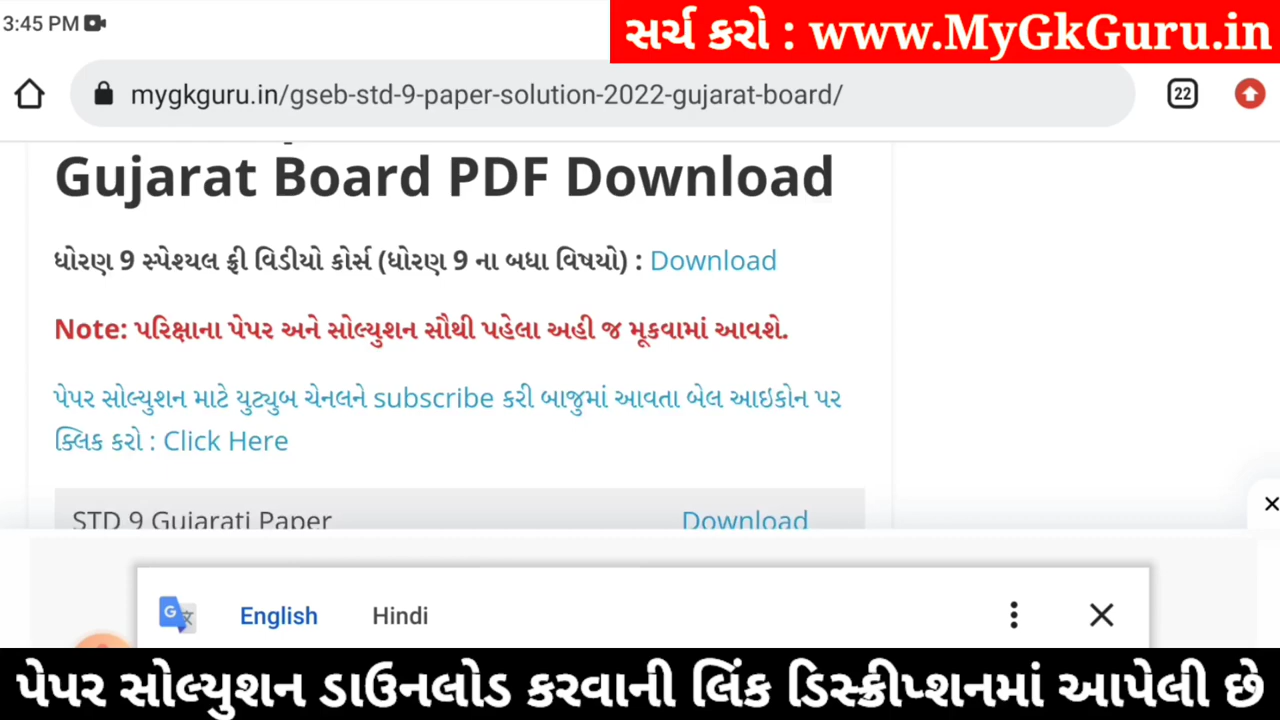 3:45 PM
સર્ચ કરો : www.MyGkGuru.in
mygkguru.in/gseb-std-9-paper-solution-2022-gujarat-board/
22
Gujarat Board PDF Download
ધોરણ 9 સ્પેશ્યલ ફ્રી વિડીયો કોર્સ (ધોરણ 9 ના બધા વિષયો) : Download
Note: પરિક્ષાના પેપર અને સોલ્યુશન સૌથી પહેલા અહી જ મૂકવામાં આવશે.
પેપર સોલ્યુશન માટે યુટ્યુબ ચેનલને subscribe કરી બાજુમાં આવતા બેલ આઇકોન પર
ક્લિક કરો : Click Here
STD 9 Gujarati Paper Download
English Hindi
પેપર સોલ્યુશન ડાઉનલોડ કરવાની લિંક ડિસ્ક્રીપ્શનમાં આપેલી છે